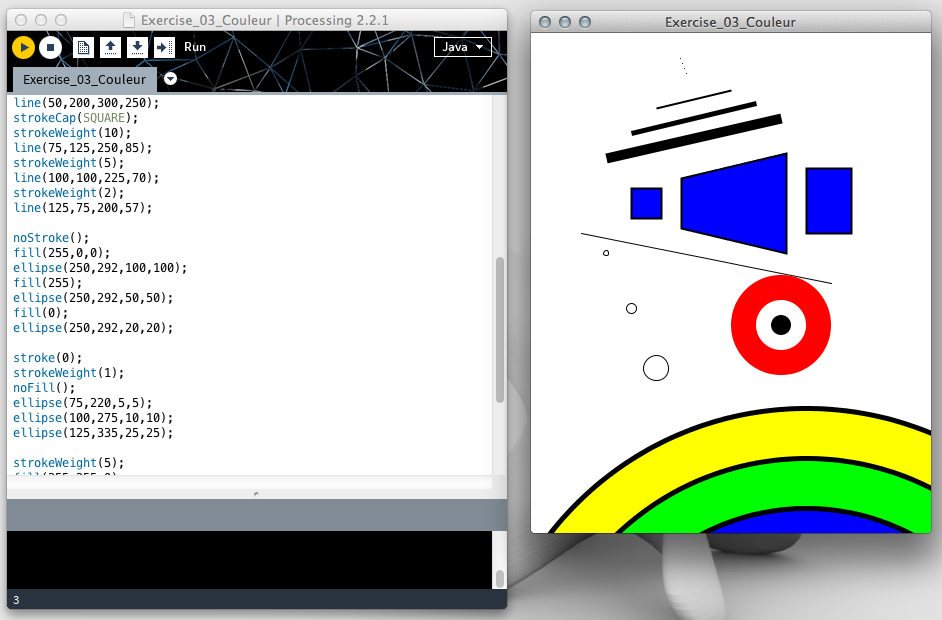 Exercise_03_Couleur | Processing 2.2.1
Run
Java
Exercise_03_Couleur
line(50,200,300,250);
strokeCap(SQUARE);
strokeWeight(10);
line(75,125,250,85);
strokeWeight(5);
line(100,100,225,70);
strokeWeight(2);
line(125,75,200,57);
noStroke();
fill(255,0,0);
ellipse(250,292,100,100);
fill(255);
ellipse(250,292,50,50);
fill(0);
ellipse(250,292,20,20);
stroke(0);
strokeWeight(1);
noFill();
ellipse(75,220,5,5);
ellipse(100,275,10,10);
ellipse(125,335,25,25);
strokeWeight(5);
3
Exercise_03_Couleur